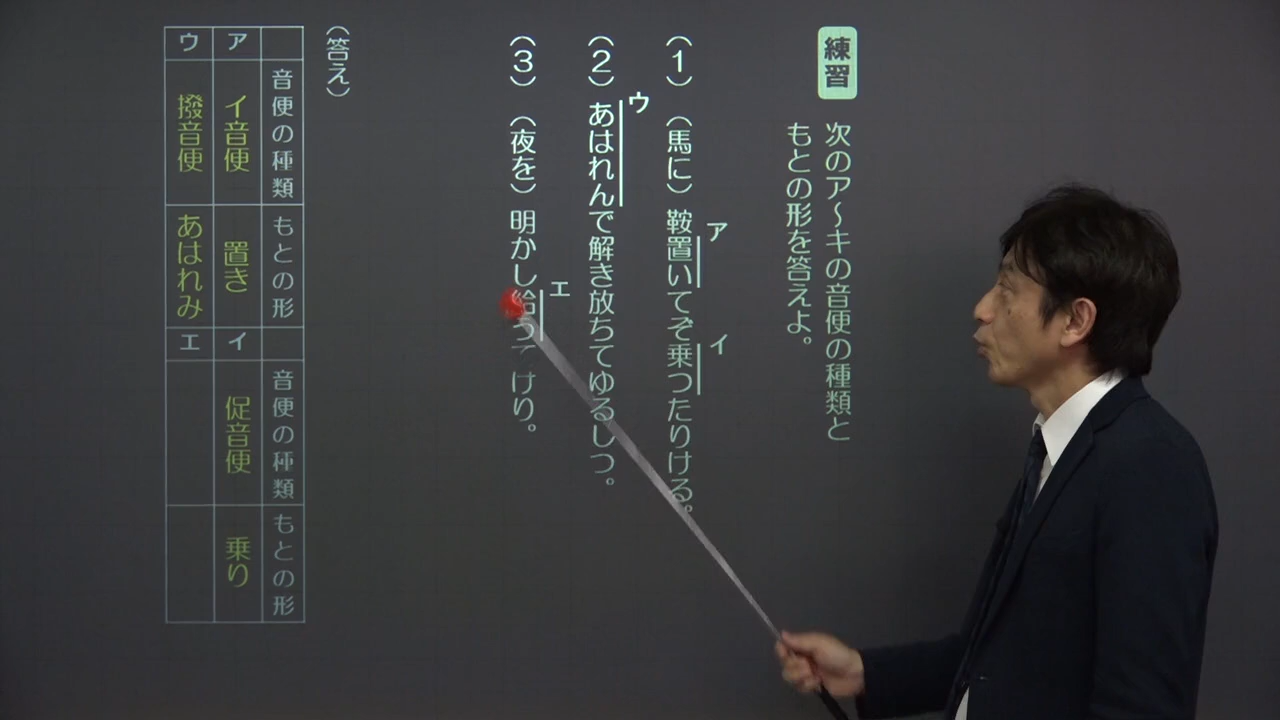 練習
次のア～キの音便の種類と
もとの形を答えよ。
（1）（馬に）鞍置いてぞ乗つたりける。
ア
イ
（2）あはれんで解き放ちてゆるしつ。
ウ
（3）（夜を）明かし給うてけり。
エ
（答え）
音便の種類 もとの形 音便の種類 もとの形
ア イ音便 置き イ 促音便 乗り
ウ 撥音便 あはれみ エ